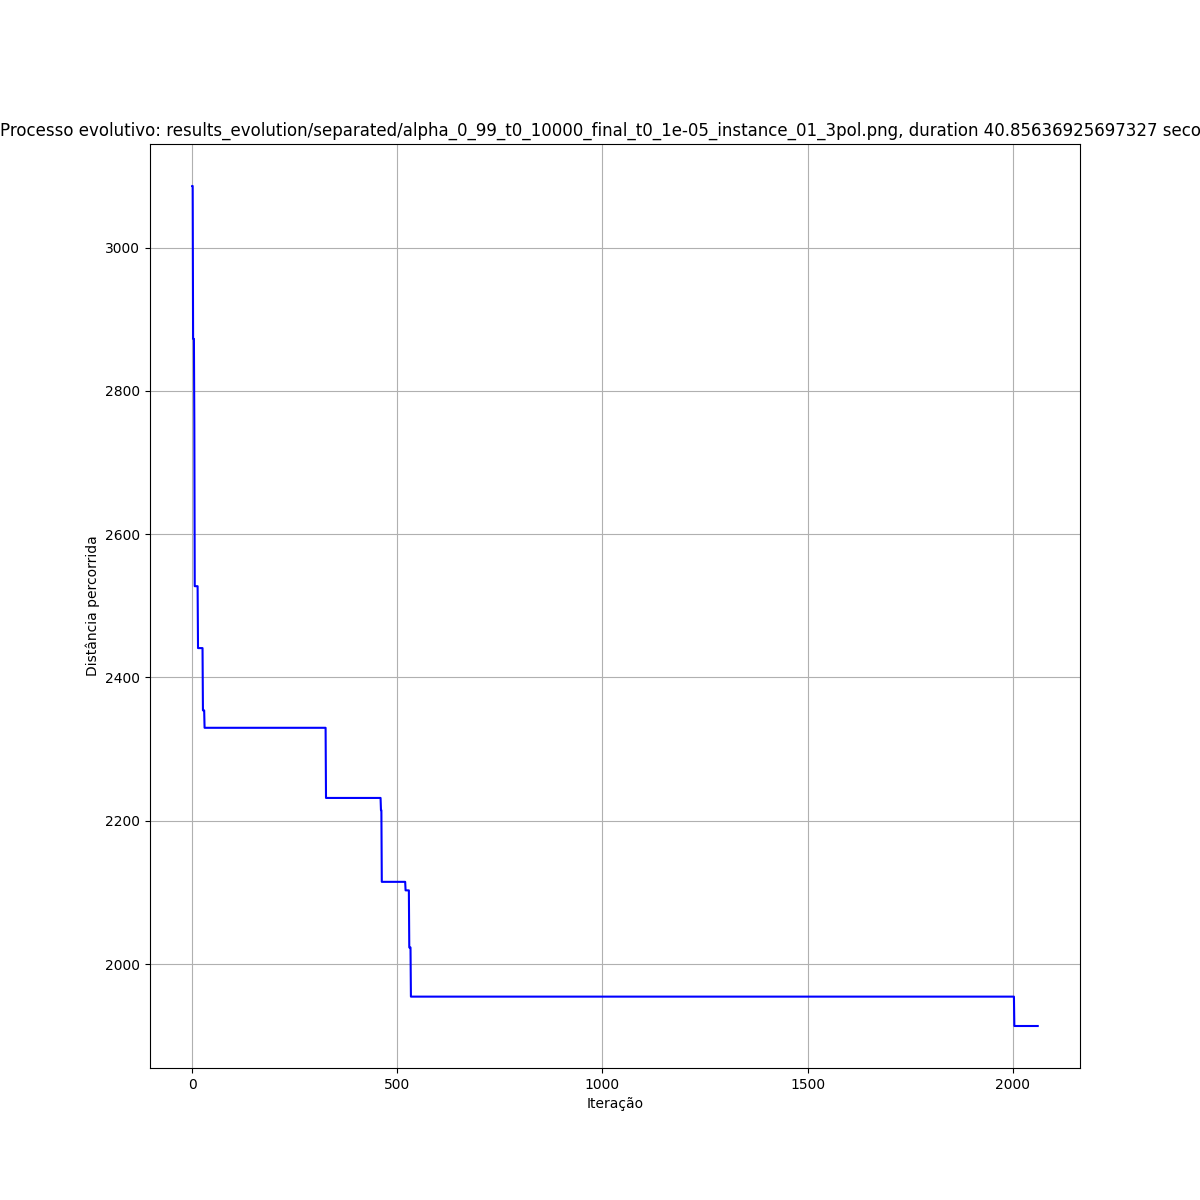 Processo evolutivo: results_evolution/separated/alpha_0_99_t0_10000_final_t0_1e-05_instance_01_3pol.png, duration 40.85636925697327 seco
3000
2800
2600
2400
2200
2000
Distância percorrida
0 500 1000 1500 2000
Iteração